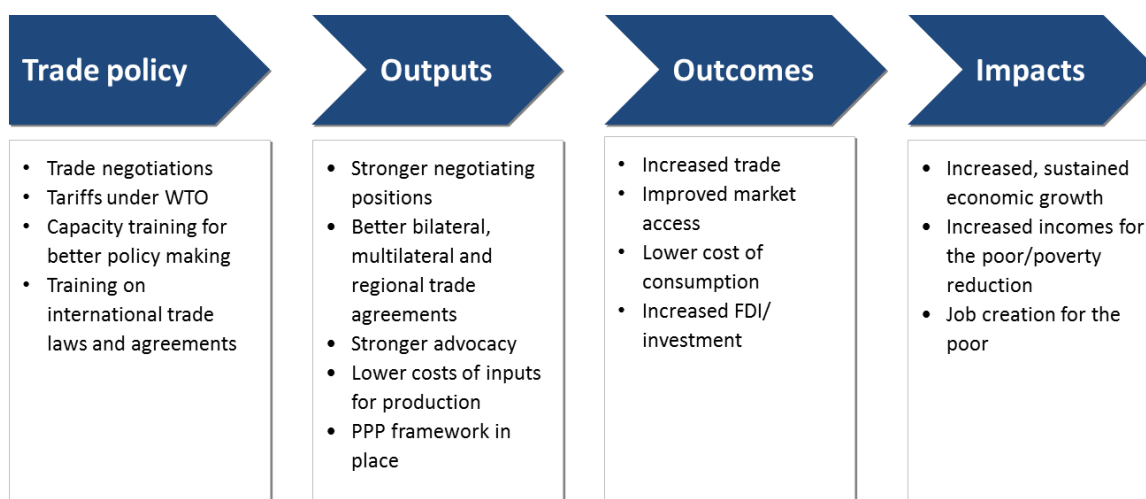 Trade policy
Outputs
Outcomes
Impacts
• Trade negotiations
• Tariffs under WTO
• Capacity training for
better policy making
• Training on
international trade
laws and agreements
• Stronger negotiating
positions
• Better bilateral,
multilateral and
regional trade
agreements
• Stronger advocacy
• Lower costs of inputs
for production
• PPP framework in
place
• Increased trade
• Improved market
access
• Lower cost of
consumption
• Increased FDI/
investment
• Increased, sustained
economic growth
• Increased incomes for
the poor/poverty
reduction
• Job creation for the
poor